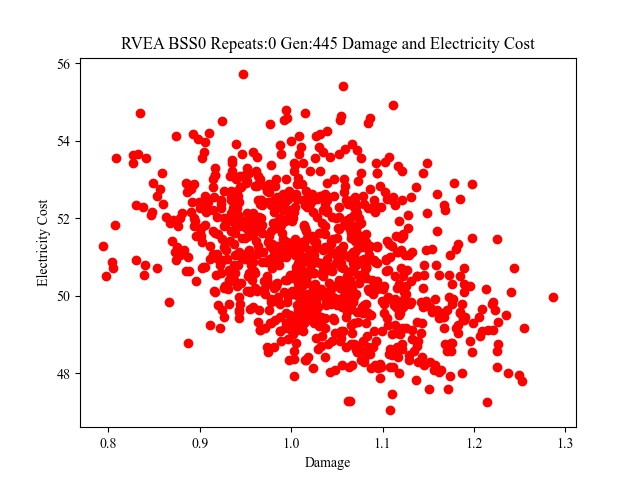 RVEA BSS0 Repeats:0 Gen:445 Damage and Electricity Cost
56
54
52
50
48
Electricity Cost
0.8 0.9 1.0 1.1 1.2 1.3
Damage